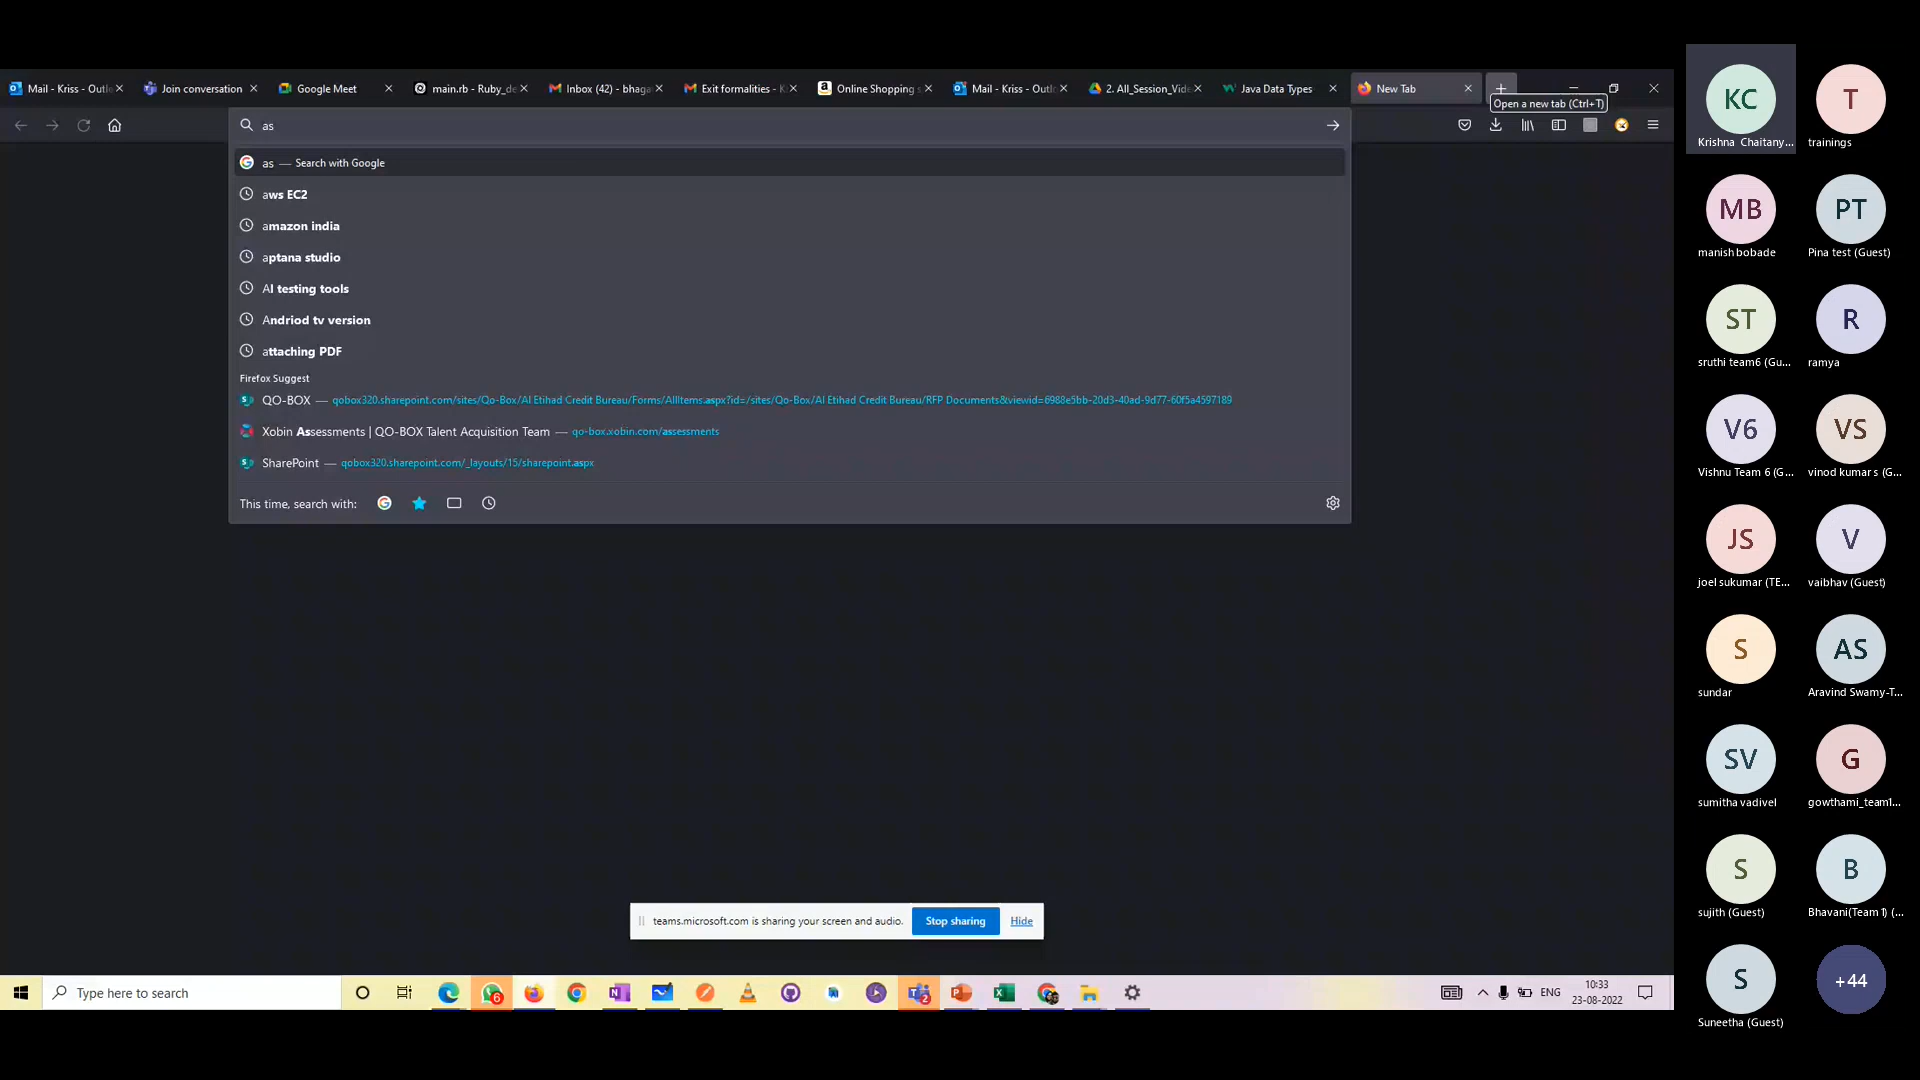 Mail - Kriss - Outlo
Join conversation
Google Meet
main.rb - Ruby_de
Inbox (42) - bhaga
Exit formalities - K
Online Shopping s
Mail - Kriss - Outlo
2. All_Session_Vide
Java Data Types
New Tab
Open a new tab (Ctrl+T)
as
as — Search with Google
aws EC2
amazon india
aptana studio
AI testing tools
Andriod tv version
attaching PDF
Firefox Suggest
QO-BOX — qobox320.sharepoint.com/sites/Qo-Box/Al Etihad Credit Bureau/Forms/AllItems.aspx?id=/sites/Qo-Box/Al Etihad Credit Bureau/RFP Documents&viewid=6988e5bb-20d3-40ad-9d77-60f5a4597189
Xobin Assessments | QO-BOX Talent Acquisition Team — qo-box.xobin.com/assessments
SharePoint — qobox320.sharepoint.com/_layouts/15/sharepoint.aspx
This time, search with:
teams.microsoft.com is sharing your screen and audio.
Stop sharing
Hide
Type here to search
6
2
ENG
10:33
23-08-2022
KC
Krishna Chaitany...
T
trainings
MB
manish bobade
PT
Pina test (Guest)
ST
sruthi team6 (Gu...
R
ramya
V6
Vishnu Team 6 (G...
VS
vinod kumar s (G...
JS
joel sukumar (TE...
V
vaibhav (Guest)
S
sundar
AS
Aravind Swamy-T...
SV
sumitha vadivel
G
gowthami_team1...
S
sujith (Guest)
B
Bhavani(Team 1) (...
S
Suneetha (Guest)
+44